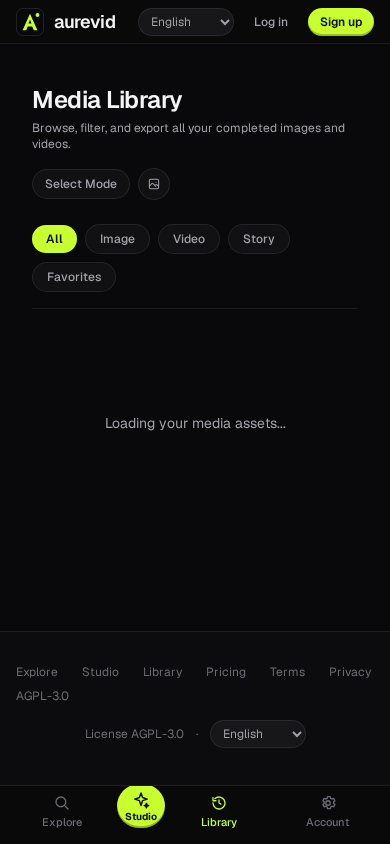 aurevid English Log in Sign up
Media Library
Browse, filter, and export all your completed images and
videos.
Select Mode
All Image Video Story
Favorites
Loading your media assets...
Explore Studio Library Pricing Terms Privacy
AGPL-3.0
License AGPL-3.0 · English
Explore Studio Library Account